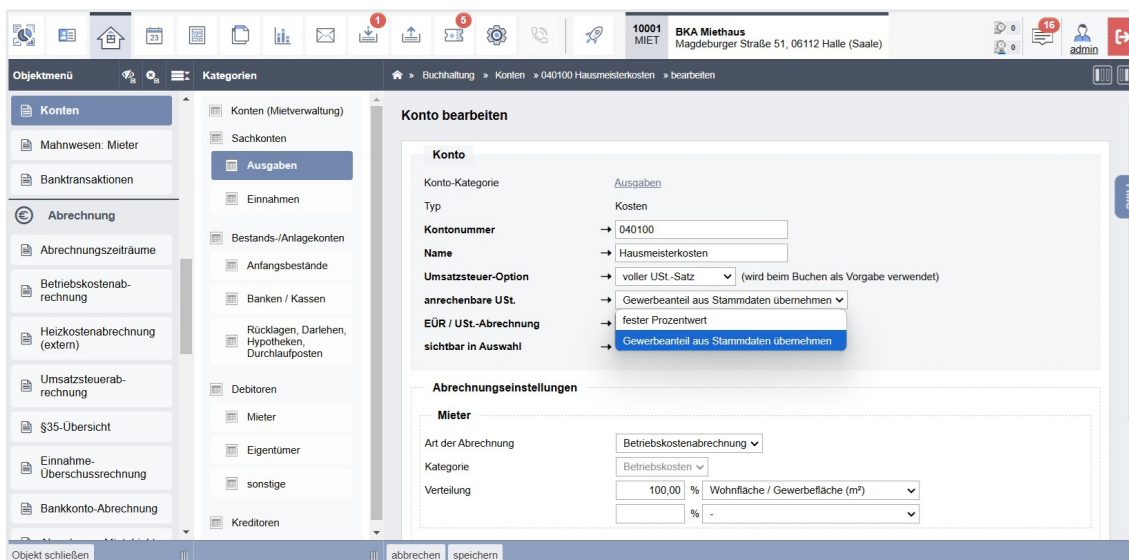 1
5
16
23
10001
MIET
BKA Miethaus
Magdeburger Straße 51, 06112 Halle (Saale)
0
0
admin
Objektmenü
Kategorien
» Buchhaltung » Konten » 040100 Hausmeisterkosten » bearbeiten
Konten
Mahnwesen: Mieter
Banktransaktionen
Abrechnung
Abrechnungszeiträume
Betriebskostenab-
rechnung
Heizkostenabrechnung
(extern)
Umsatzsteuerab-
rechnung
§35-Übersicht
Einnahme-
Überschussrechnung
Bankkonto-Abrechnung
Objekt schließen
Konten (Mietverwaltung)
Sachkonten
Ausgaben
Einnahmen
Bestands-/Anlagekonten
Anfangsbestände
Banken / Kassen
Rücklagen, Darlehen,
Hypotheken,
Durchlaufposten
Debitoren
Mieter
Eigentümer
sonstige
Kreditoren
Konto bearbeiten
Konto
Konto-Kategorie Ausgaben
Typ Kosten
Kontonummer → 040100
Name → Hausmeisterkosten
Umsatzsteuer-Option → voller USt.-Satz (wird beim Buchen als Vorgabe verwendet)
anrechenbare USt. → Gewerbeanteil aus Stammdaten übernehmen
EÜR / USt.-Abrechnung → fester Prozentwert
sichtbar in Auswahl → Gewerbeanteil aus Stammdaten übernehmen
Abrechnungseinstellungen
Mieter
Art der Abrechnung Betriebskostenabrechnung
Kategorie Betriebskosten
Verteilung 100,00 % Wohnfläche / Gewerbefläche (m²)
% -
abbrechen speichern